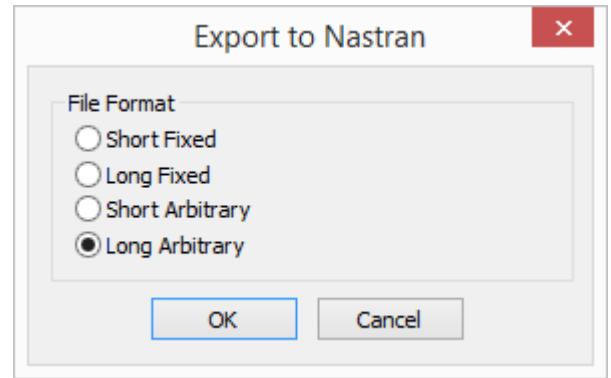 Export to Nastran
File Format
Short Fixed
Long Fixed
Short Arbitrary
Long Arbitrary
OK
Cancel